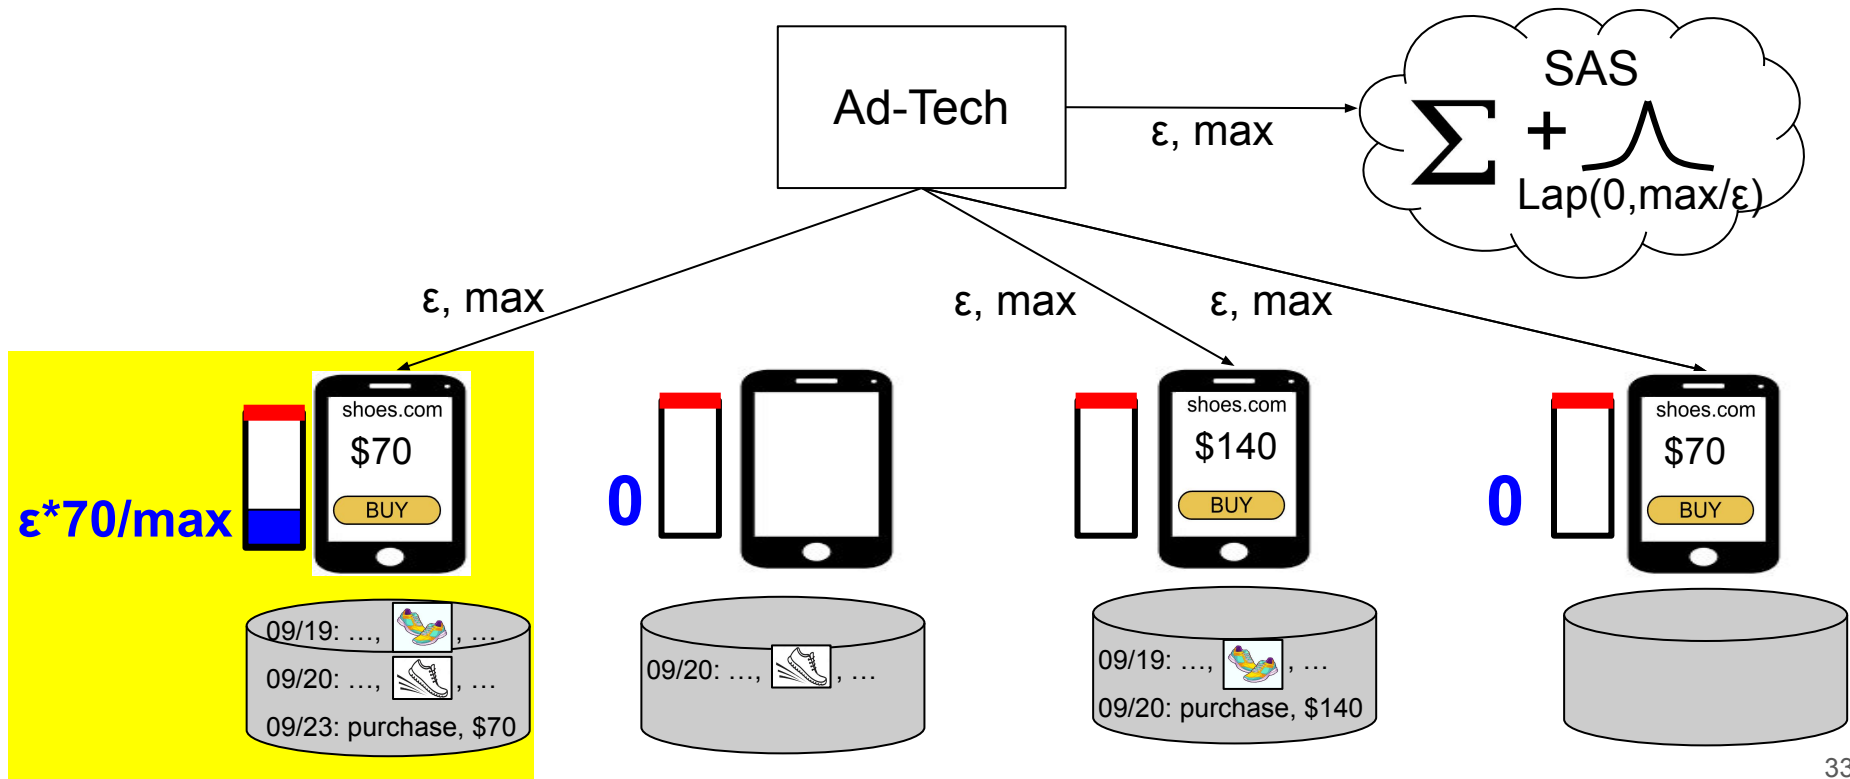 Ad-Tech
SAS
Σ +
Lap(0,max/ε)
ε, max
ε, max
ε, max
ε, max
shoes.com
$70
BUY
ε*70/max
0
shoes.com
$140
BUY
shoes.com
$70
BUY
0
09/19: …, , …
09/20: …, , …
09/23: purchase, $70
09/20: …, , …
09/19: …, , …
09/20: purchase, $140
33